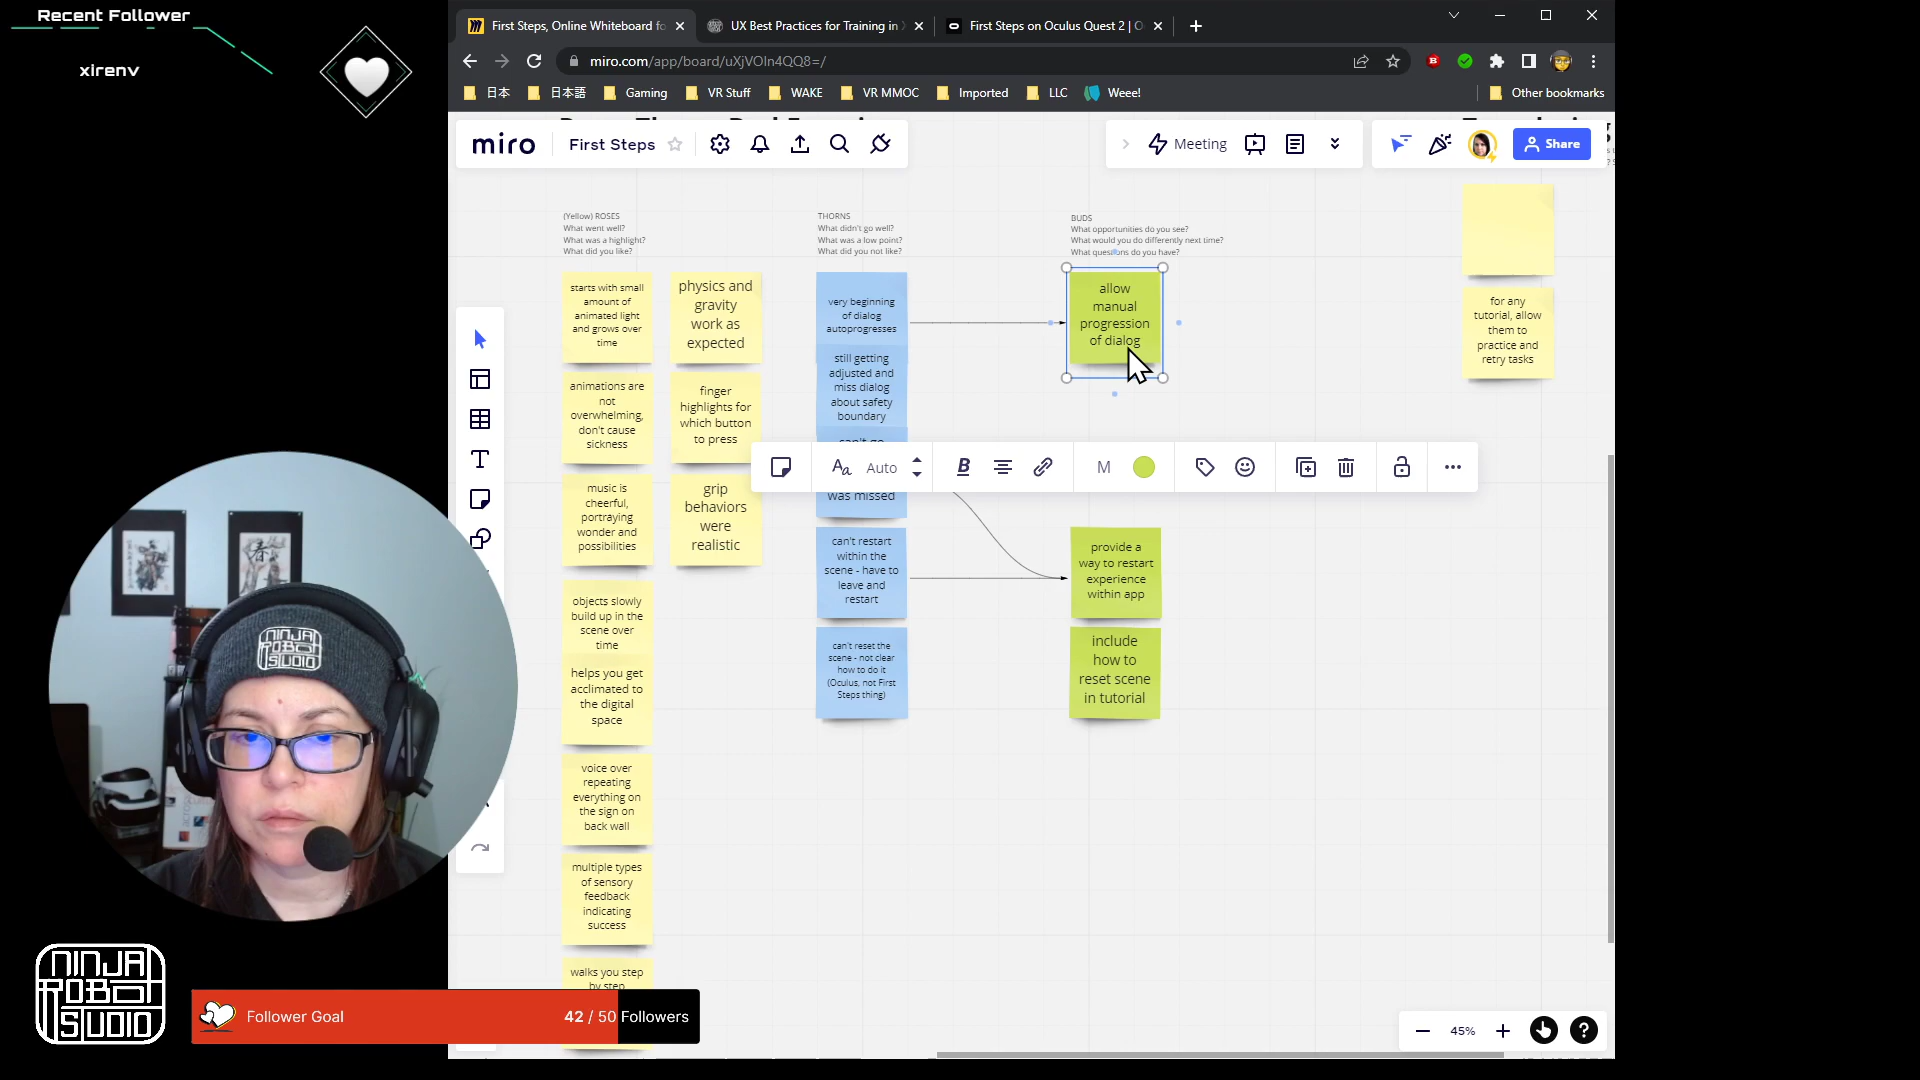 Recent Follower
xirenv
First Steps, Online Whiteboard fo
UX Best Practices for Training in
First Steps on Oculus Quest 2 | O
miro.com/app/board/uXjVOIn4QQ8=/
日本
日本語
Gaming
VR Stuff
WAKE
VR MMOC
Imported
LLC
Weee!
Other bookmarks
miro
First Steps
Meeting
Share
(Yellow) ROSES
What went well?
What was a highlight?
What did you like?
THORNS
What didn't go well?
What was a low point?
What did you not like?
BUDS
What opportunities do you see?
What would you do differently next time?
What questions do you have?
starts with small
amount of
animated light
and grows over
time
physics and
gravity
work as
expected
very beginning
of dialog
autoprogresses
allow
manual
progression
of dialog
for any
tutorial, allow
them to
practice and
retry tasks
animations are
not
overwhelming,
don't cause
sickness
finger
highlights for
which button
to press
still getting
adjusted and
miss dialog
about safety
boundary
can't go
was missed
Auto
B
M
music is
cheerful,
portraying
wonder and
possibilities
grip
behaviors
were
realistic
can't restart
within the
scene - have to
leave and
restart
provide a
way to restart
experience
within app
objects slowly
build up in the
scene over
time
can't reset the
scene - not clear
how to do it
(Oculus, not First
Steps thing)
include
how to
reset scene
in tutorial
helps you get
acclimated to
the digital
space
voice over
repeating
everything on
the sign on
back wall
multiple types
of sensory
feedback
indicating
success
walks you step
by step
NINJA
ROBOT
STUDIO
NINJA
ROBOT
STUDIO
Follower Goal
42 / 50 Followers
45%